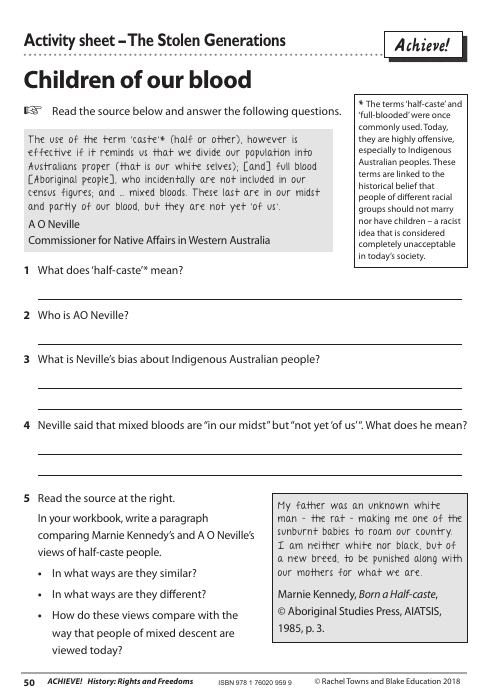 Activity sheet – The Stolen Generations
Achieve!
Children of our blood
Read the source below and answer the following questions.
The use of the term 'caste'* (half or other), however is
effective if it reminds us that we divide our population into
Australians proper (that is our white selves); [and] full blood
[Aboriginal people], who incidentally are not included in our
census figures; and ... mixed bloods. These last are in our midst
and partly of our blood, but they are not yet 'of us'.
A O Neville
Commissioner for Native Affairs in Western Australia
* The terms 'half-caste' and
'full-blooded' were once
commonly used. Today,
they are highly offensive,
especially to Indigenous
Australian peoples. These
terms are linked to the
historical belief that
people of different racial
groups should not marry
nor have children – a racist
idea that is considered
completely unacceptable
in today's society.
1 What does 'half-caste'* mean?
2 Who is AO Neville?
3 What is Neville's bias about Indigenous Australian people?
4 Neville said that mixed bloods are "in our midst" but "not yet 'of us'". What does he mean?
5 Read the source at the right.
In your workbook, write a paragraph
comparing Marnie Kennedy's and A O Neville's
views of half-caste people.
• In what ways are they similar?
• In what ways are they different?
• How do these views compare with the
way that people of mixed descent are
viewed today?
My father was an unknown white
man - the rat - making me one of the
sunburnt babies to roam our country.
I am neither white nor black, but of
a new breed, to be punished along with
our mothers for what we are.
Marnie Kennedy, Born a Half-caste,
© Aboriginal Studies Press, AIATSIS,
1985, p. 3.
50 ACHIEVE! History: Rights and Freedoms ISBN 978 1 76020 959 9 © Rachel Towns and Blake Education 2018